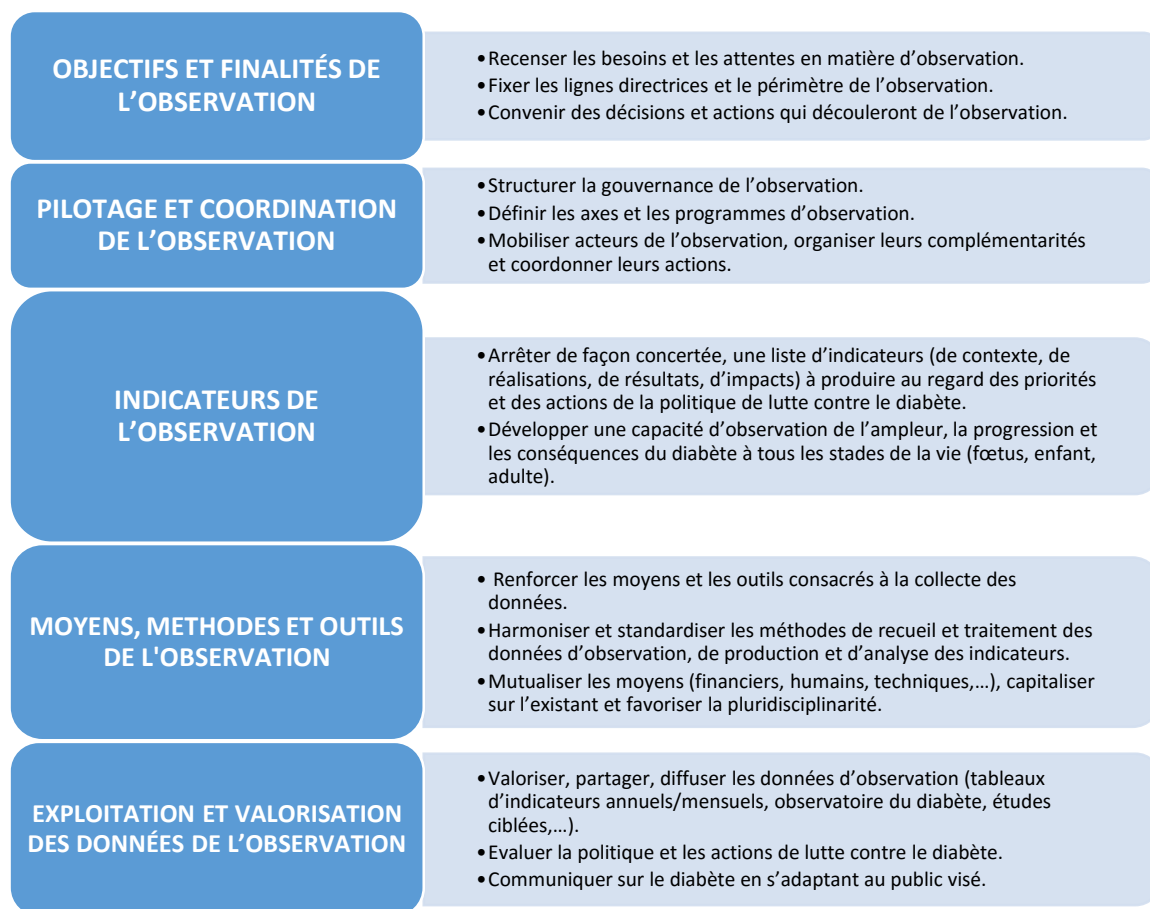 OBJECTIFS ET FINALITÉS DE
L’OBSERVATION
•Recenser les besoins et les attentes en matière d’observation.
•Fixer les lignes directrices et le périmètre de l’observation.
•Convenir des décisions et actions qui découleront de l’observation.
PILOTAGE ET COORDINATION
DE L’OBSERVATION
•Structurer la gouvernance de l’observation.
•Définir les axes et les programmes d’observation.
•Mobiliser acteurs de l’observation, organiser leurs complémentarités
et coordonner leurs actions.
INDICATEURS DE
L’OBSERVATION
•Arrêter de façon concertée, une liste d’indicateurs (de contexte, de
réalisations, de résultats, d’impacts) à produire au regard des priorités
et des actions de la politique de lutte contre le diabète.
•Développer une capacité d’observation de l’ampleur, la progression et
les conséquences du diabète à tous les stades de la vie (fœtus, enfant,
adulte).
MOYENS, METHODES ET OUTILS
DE L'OBSERVATION
• Renforcer les moyens et les outils consacrés à la collecte des
données.
•Harmoniser et standardiser les méthodes de recueil et traitement des
données d’observation, de production et d’analyse des indicateurs.
•Mutualiser les moyens (financiers, humains, techniques,…), capitaliser
sur l’existant et favoriser la pluridisciplinarité.
EXPLOITATION ET VALORISATION
DES DONNÉES DE L’OBSERVATION
•Valoriser, partager, diffuser les données d’observation (tableaux
d’indicateurs annuels/mensuels, observatoire du diabète, études
ciblées,…).
•Evaluer la politique et les actions de lutte contre le diabète.
•Communiquer sur le diabète en s’adaptant au public visé.